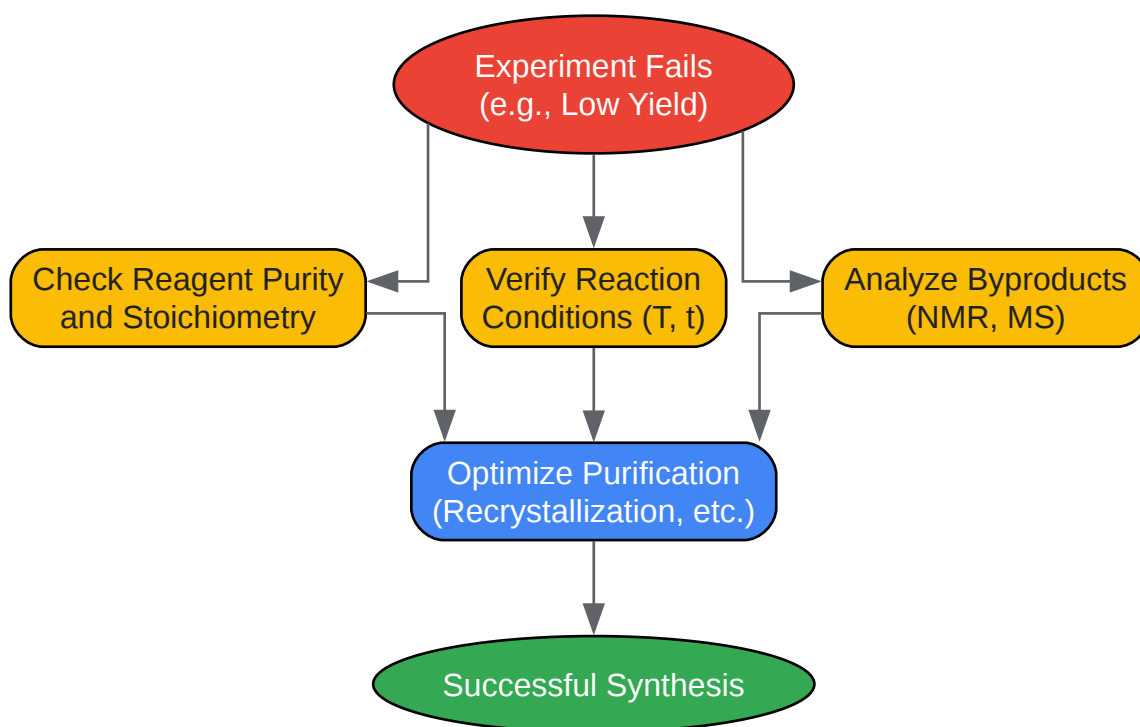 Experiment Fails
(e.g., Low Yield)
Check Reagent Purity
and Stoichiometry
Verify Reaction
Conditions (T, t)
Analyze Byproducts
(NMR, MS)
Optimize Purification
(Recrystallization, etc.)
Successful Synthesis